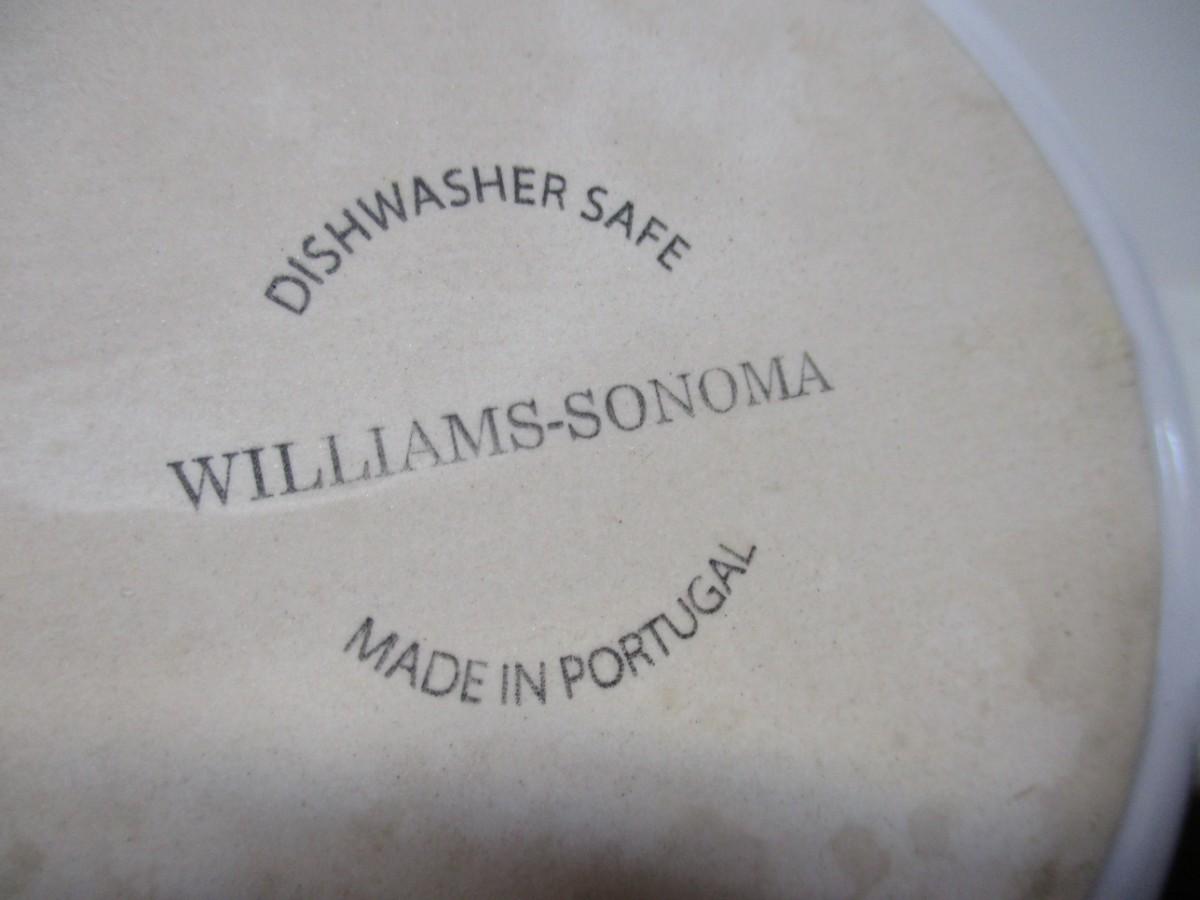 DISHWASHER SAFE
WILLIAMS-SONOMA
MADE IN PORTUGAL